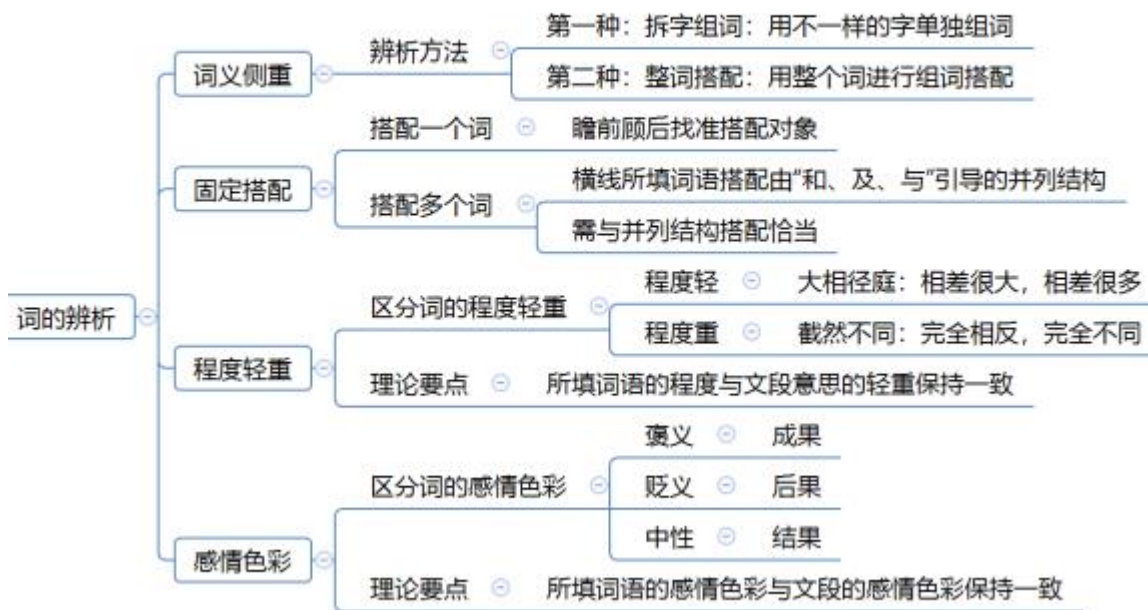 词的辨析
词义侧重
辨析方法
第一种：拆字组词：用不一样的字单独组词
第二种：整词搭配：用整个词进行组词搭配
固定搭配
搭配一个词
瞻前顾后找准搭配对象
搭配多个词
横线所填词语搭配由“和、及、与”引导的并列结构
需与并列结构搭配恰当
程度轻重
区分词的程度轻重
程度轻
大相径庭：相差很大，相差很多
程度重
截然不同：完全相反，完全不同
理论要点
所填词语的程度与文段意思的轻重保持一致
感情色彩
区分词的感情色彩
褒义
成果
贬义
后果
中性
结果
理论要点
所填词语的感情色彩与文段的感情色彩保持一致